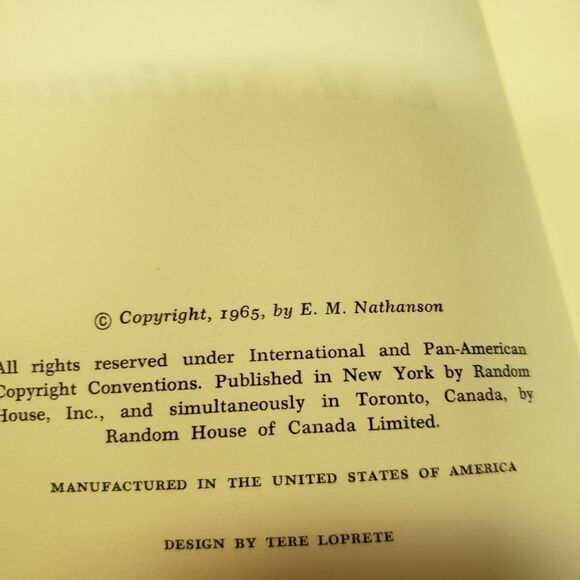 © Copyright, 1965, by E. M. Nathanson
All rights reserved under International and Pan-American
Copyright Conventions. Published in New York by Random
House, Inc., and simultaneously in Toronto, Canada, by
Random House of Canada Limited.
MANUFACTURED IN THE UNITED STATES OF AMERICA
DESIGN BY TERE LOPRETE